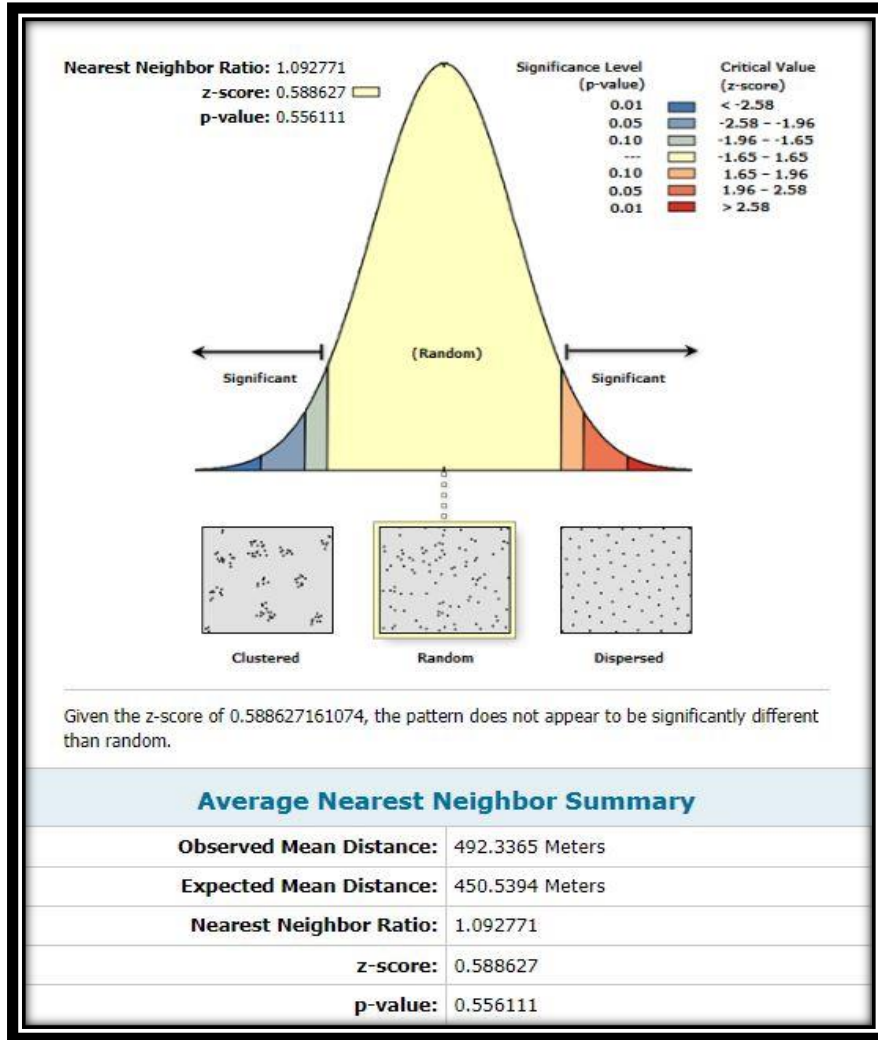 Nearest Neighbor Ratio: 1.092771
z-score: 0.588627
p-value: 0.556111
Significance Level
(p-value)
Critical Value
(z-score)
0.01 < -2.58
0.05 -2.58 - -1.96
0.10 -1.96 - -1.65
--- -1.65 - 1.65
0.10 1.65 - 1.96
0.05 1.96 - 2.58
0.01 > 2.58
(Random)
Significant
Significant
Clustered
Random
Dispersed
Given the z-score of 0.588627161074, the pattern does not appear to be significantly different
than random.
Average Nearest Neighbor Summary
Observed Mean Distance: 492.3365 Meters
Expected Mean Distance: 450.5394 Meters
Nearest Neighbor Ratio: 1.092771
z-score: 0.588627
p-value: 0.556111